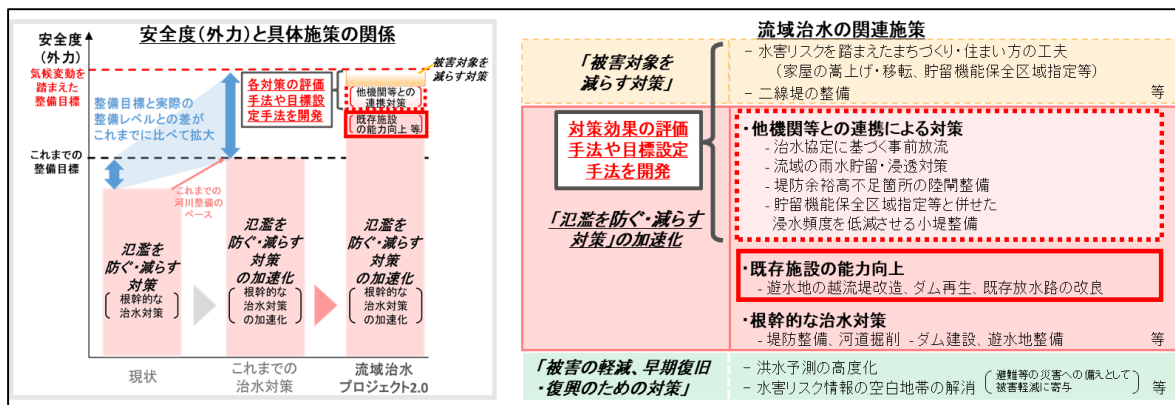 安全度(外力)と具体施策の関係
安全度
(外力)
気候変動を
踏まえた
整備目標
これまでの
整備目標
整備目標と実際の
整備レベルとの差が
これまでに比べて拡大
これまでの
河川整備の
ペース
各対策の評価
手法や目標設
定手法を開発
被害対象を
減らす対策
他機関等との
連携対策
既存施設
の能力向上 等
氾濫を
防ぐ・減らす
対策
根幹的な
治水対策
氾濫を
防ぐ・減らす
対策
の加速化
根幹的な
治水対策
の加速化
氾濫を
防ぐ・減らす
対策
の加速化
根幹的な
治水対策
の加速化
現状
これまでの
治水対策
流域治水
プロジェクト2.0
流域治水の関連施策
「被害対象を
減らす対策」
- 水害リスクを踏まえたまちづくり・住まい方の工夫
(家屋の嵩上げ・移転、貯留機能保全区域指定等)
- 二線堤の整備 等
対策効果の評価
手法や目標設定
手法を開発
「氾濫を防ぐ・減らす
対策」の加速化
・他機関等との連携による対策
- 治水協定に基づく事前放流
- 流域の雨水貯留・浸透対策
- 堤防余裕高不足箇所の陸閘整備
- 貯留機能保全区域指定等と併せた
浸水頻度を低減させる小堤整備
・既存施設の能力向上
- 遊水地の越流堤改造、ダム再生、既存放水路の改良
・根幹的な治水対策
- 堤防整備、河道掘削 - ダム建設、遊水地整備 等
「被害の軽減、早期復旧
・復興のための対策」
- 洪水予測の高度化
- 水害リスク情報の空白地帯の解消 (避難等の災害への備えとして
被害軽減に寄与) 等